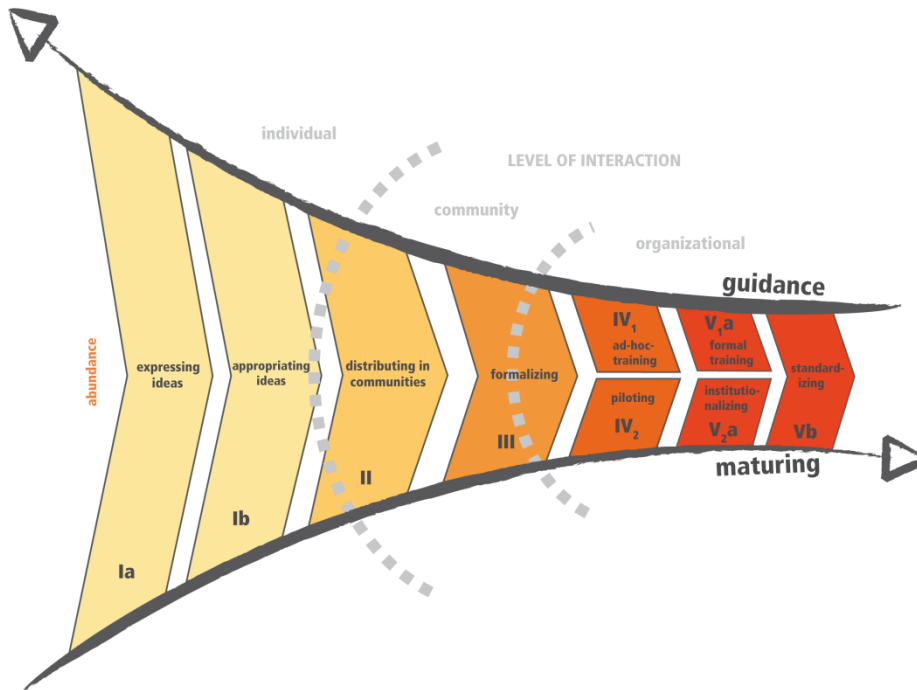 individual
LEVEL OF INTERACTION
community
organizational
guidance
abundance
expressing
ideas
Ia
appropriating
ideas
Ib
distributing in
communities
II
formalizing
III
IV₁
ad-hoc-
training
piloting
IV₂
V₁a
formal
training
institutio-
nalizing
V₂a
standard-
izing
Vb
maturing